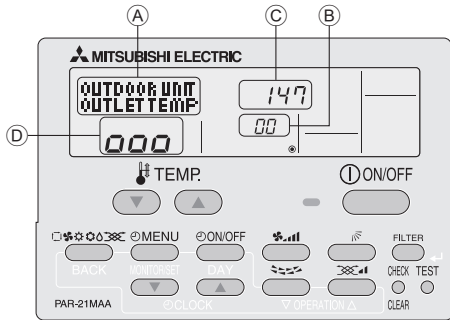 A
C
B
MITSUBISHI ELECTRIC
OUTDOOR UNIT
OUTLET TEMP
147
00
D
000
TEMP.
ON/OFF
MENU
ON/OFF
FILTER
BACK
MONITOR/SET
DAY
CHECK TEST
PAR-21MAA
CLOCK
OPERATION
CLEAR